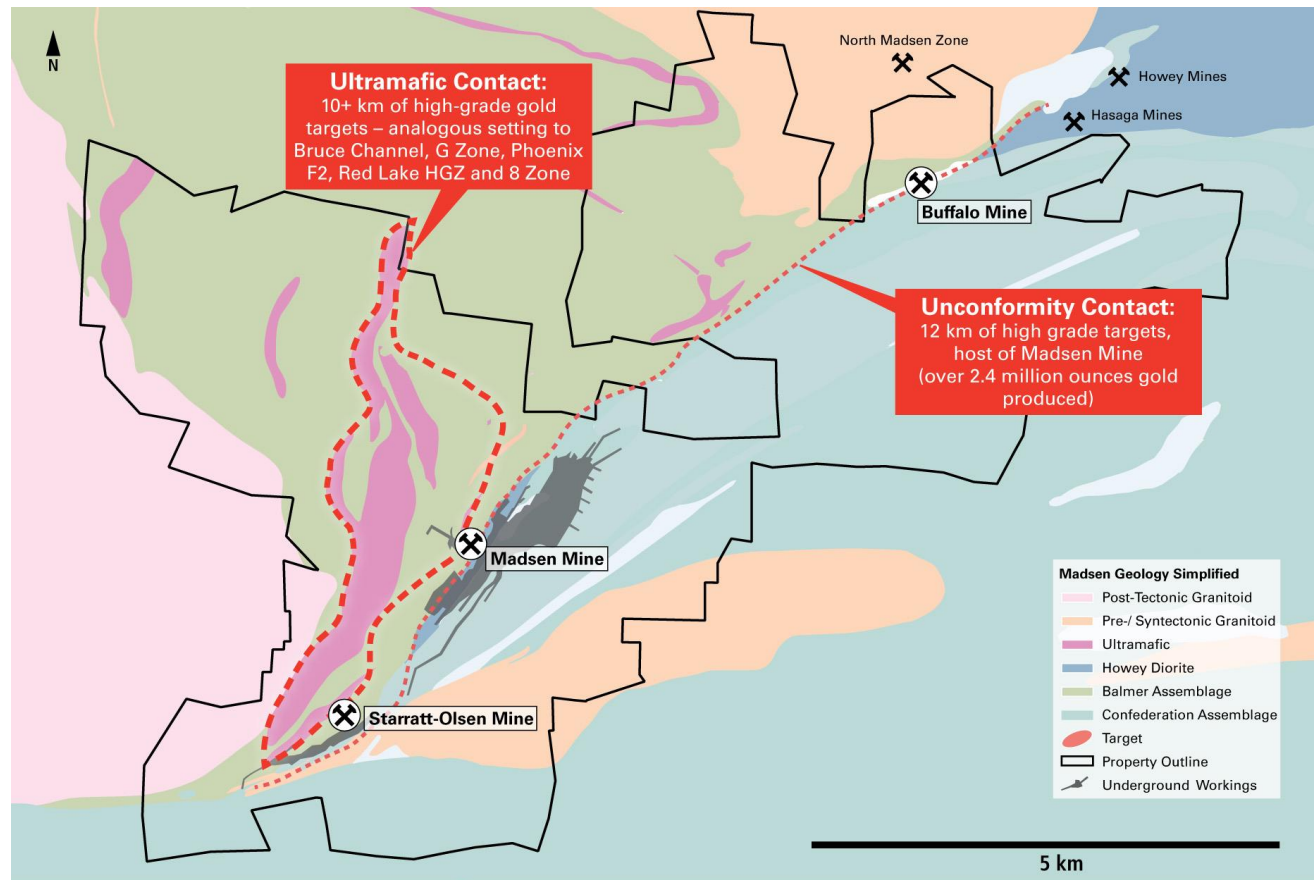 N
Ultramafic Contact:
10+ km of high-grade gold
targets – analogous setting to
Bruce Channel, G Zone, Phoenix
F2, Red Lake HGZ and 8 Zone
North Madsen Zone
Howey Mines
Hasaga Mines
Buffalo Mine
Unconformity Contact:
12 km of high grade targets,
host of Madsen Mine
(over 2.4 million ounces gold
produced)
Madsen Mine
Starratt-Olsen Mine
Madsen Geology Simplified
Post-Tectonic Granitoid
Pre-/ Syntectonic Granitoid
Ultramafic
Howey Diorite
Balmer Assemblage
Confederation Assemblage
Target
Property Outline
Underground Workings
5 km